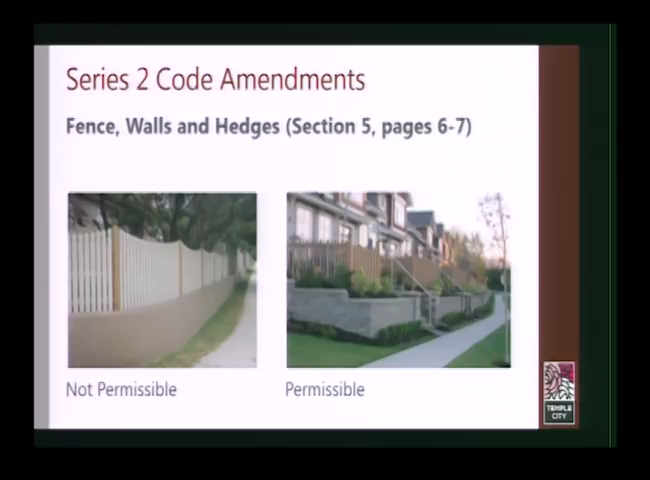 Series 2 Code Amendments
Fence, Walls and Hedges (Section 5, pages 6-7)
Not Permissible
Permissible
TEMPLE
CITY